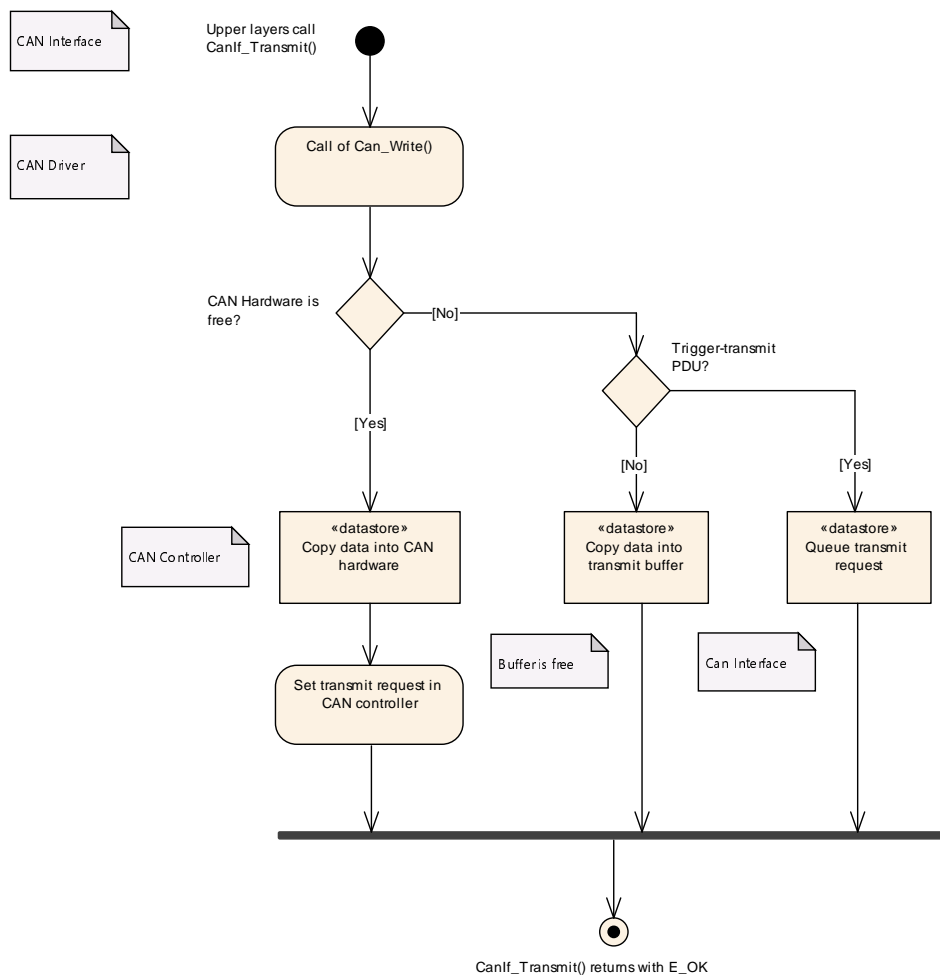 CAN Interface
Upper layers call
CanIf_Transmit()
CAN Driver
Call of Can_Write()
CAN Hardware is
free?
[No]
Trigger-transmit
PDU?
[Yes]
[No]
[Yes]
CAN Controller
«datastore»
Copy data into CAN
hardware
«datastore»
Copy data into
transmit buffer
«datastore»
Queue transmit
request
Buffer is free
Can Interface
Set transmit request in
CAN controller
CanIf_Transmit() returns with E_OK